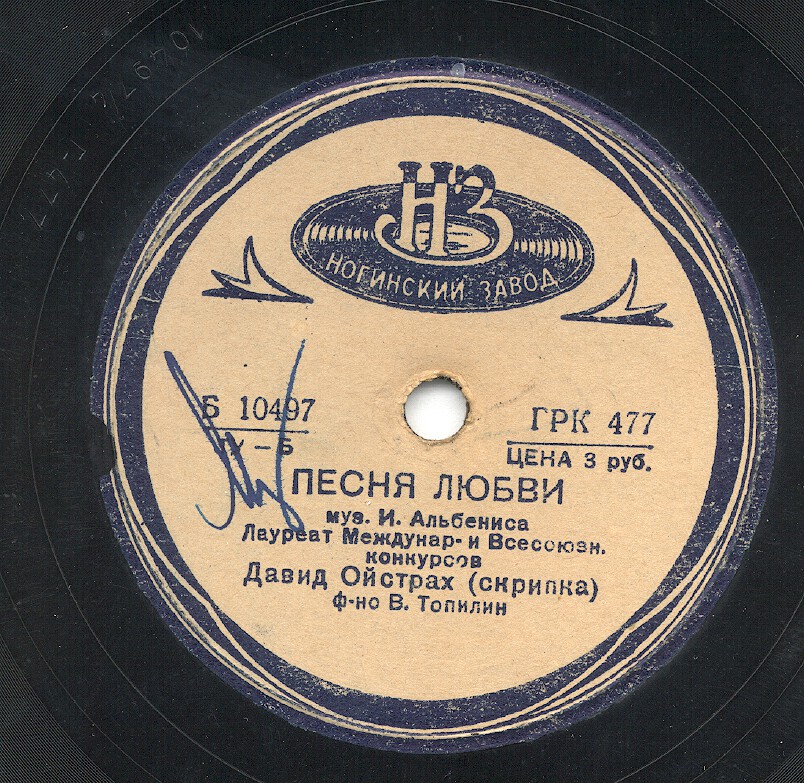 НЗ
НОГИНСКИЙ ЗАВОД
Б 10497
ГРК 477
ЦЕНА 3 руб.
ПЕСНЯ ЛЮБВИ
муз. И. Альбениса
Лауреат Междунар- и Всесоюзн.
конкурсов
Давид Ойстрах (скрипка)
ф-но В. Топилин